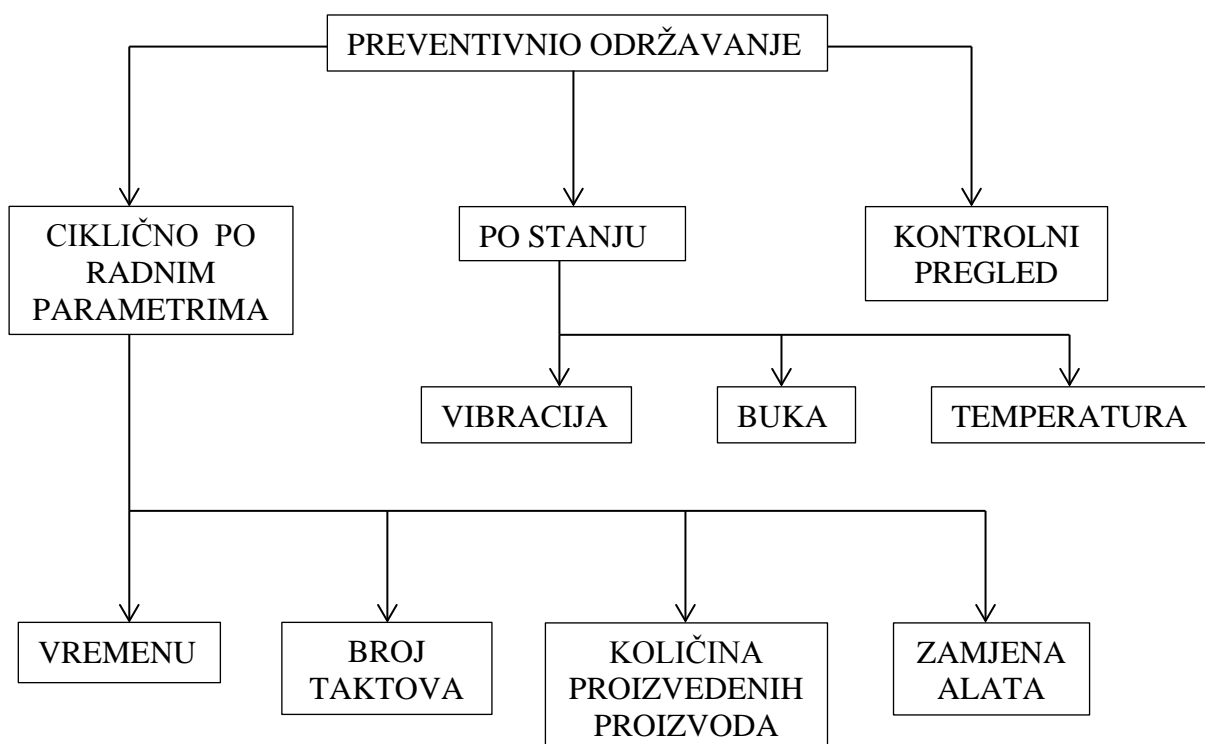 PREVENTIVNIO ODRŽAVANJE
CIKLIČNO PO
RADNIM
PARAMETRIMA
PO STANJU
KONTROLNI
PREGLED
VIBRACIJA
BUKA
TEMPERATURA
VREMENU
BROJ
TAKTOVA
KOLIČINA
PROIZVEDENIH
PROIZVODA
ZAMJENA
ALATA